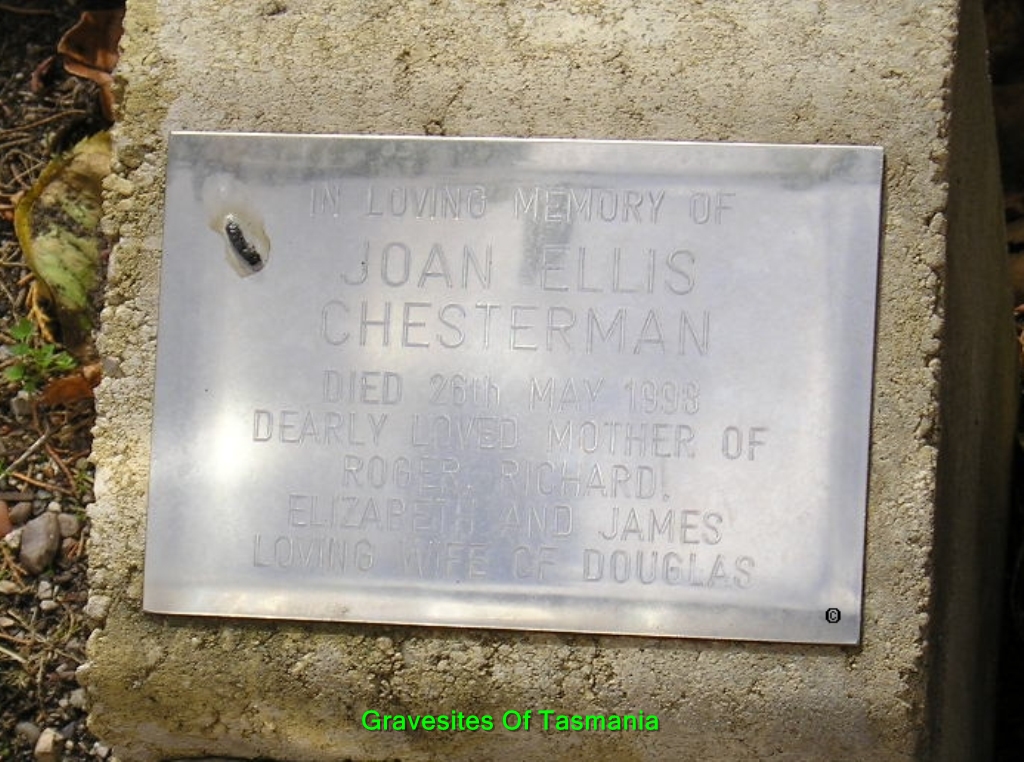 IN LOVING MEMORY OF
JOAN ELLIS
CHESTERMAN
DIED 26th MAY 1998
DEARLY LOVED MOTHER OF
ROGER, RICHARD,
ELIZABETH AND JAMES
LOVING WIFE OF DOUGLAS
©
Gravesites Of Tasmania